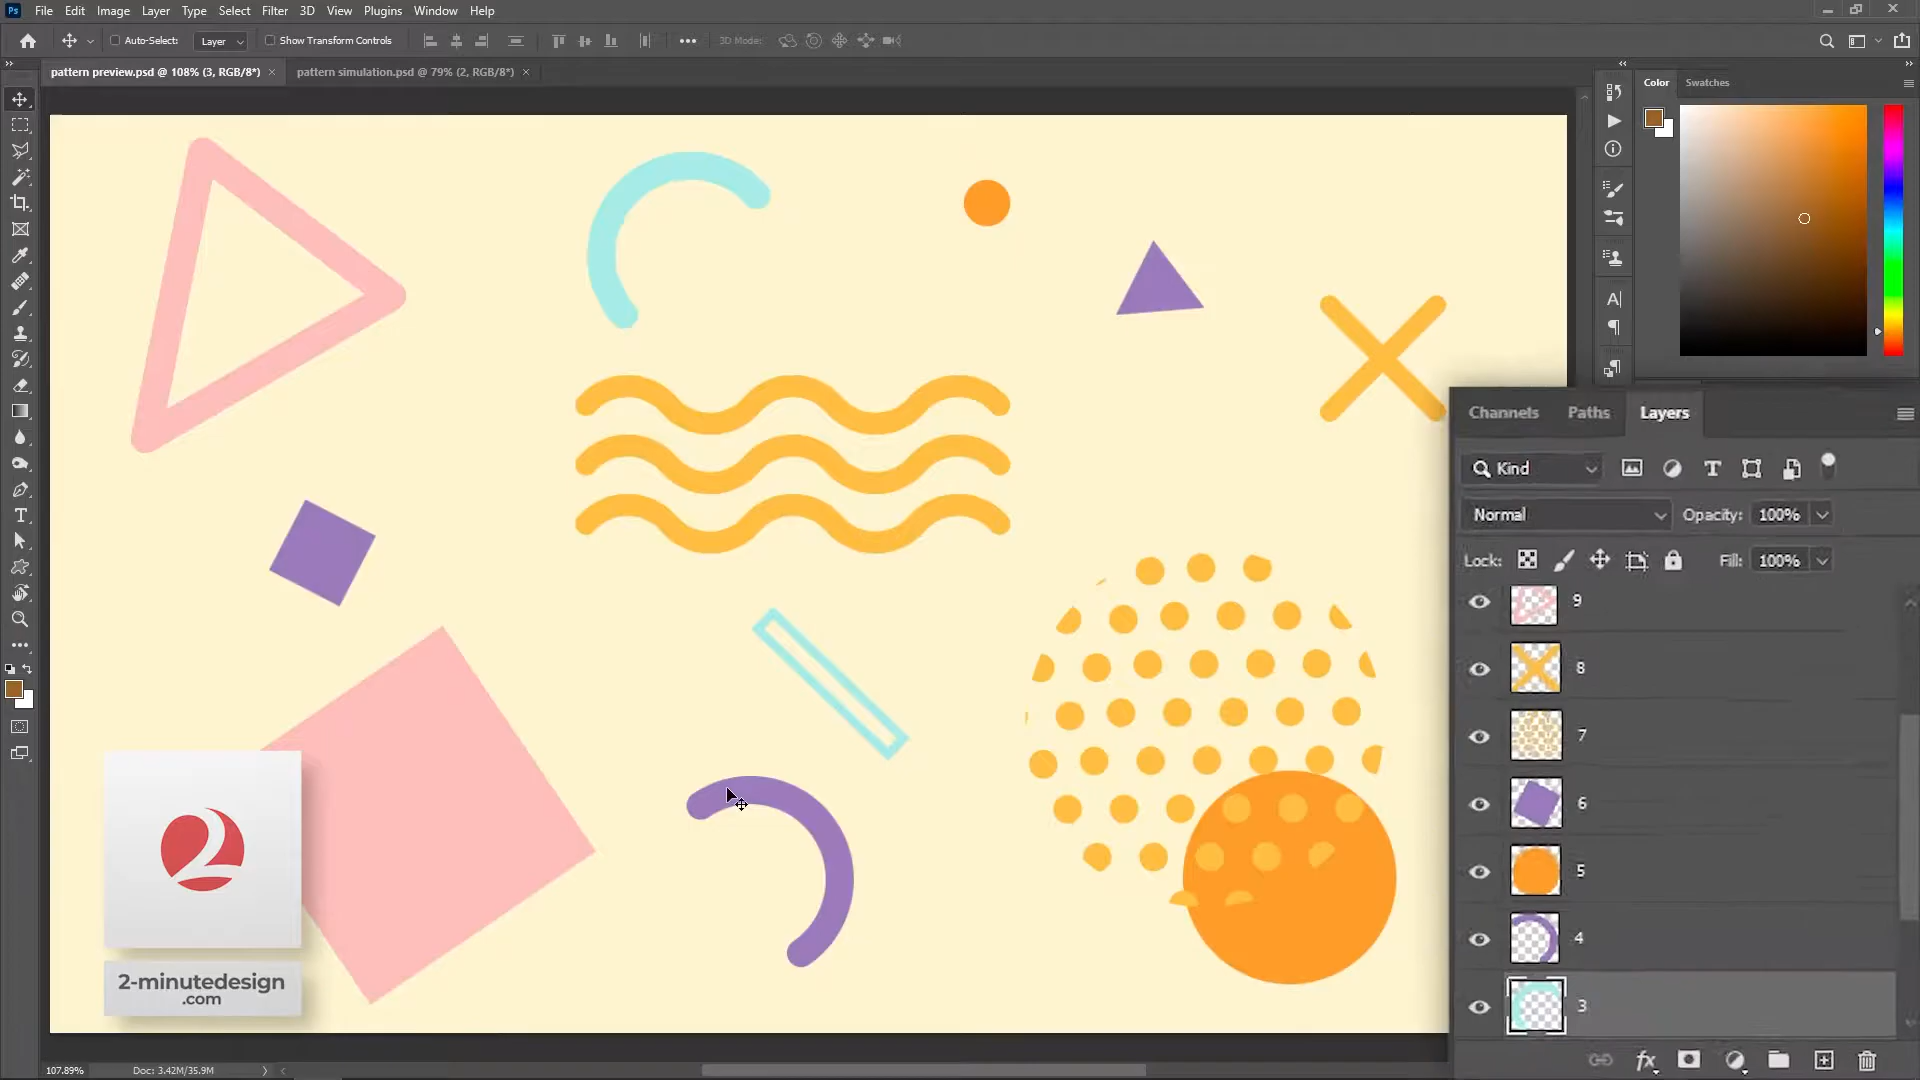 Ps File Edit Image Layer Type Select Filter 3D View Plugins Window Help
Auto-Select: Layer Show Transform Controls 3D Mode:
pattern preview.psd @ 108% (3, RGB/8*) × pattern simulation.psd @ 79% (2, RGB/8*) ×
Color Swatches
Channels Paths Layers
Kind
Normal Opacity: 100%
Lock: Fill: 100%
9
8
7
6
5
4
3
2-minutedesign
.com
107.89% Doc: 3.42M/35.9M